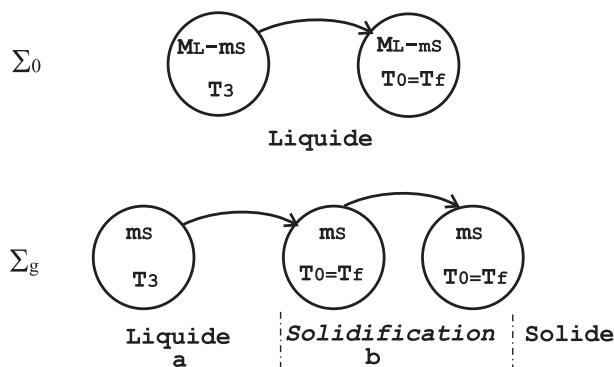 Σ0 ML-mS ML-mS
T3 T0=Tf
Liquide
Σg mS mS mS
T3 T0=Tf T0=Tf
Liquide Solidification Solide
a b